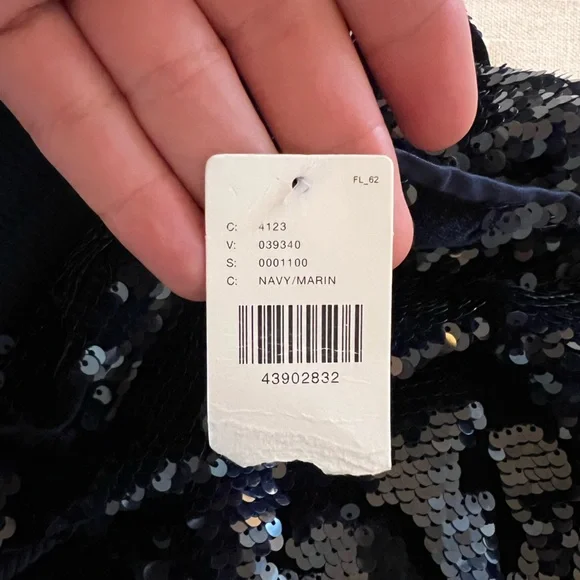 FL_62
C: 4123
V: 039340
S: 0001100
C: NAVY/MARIN
43902832